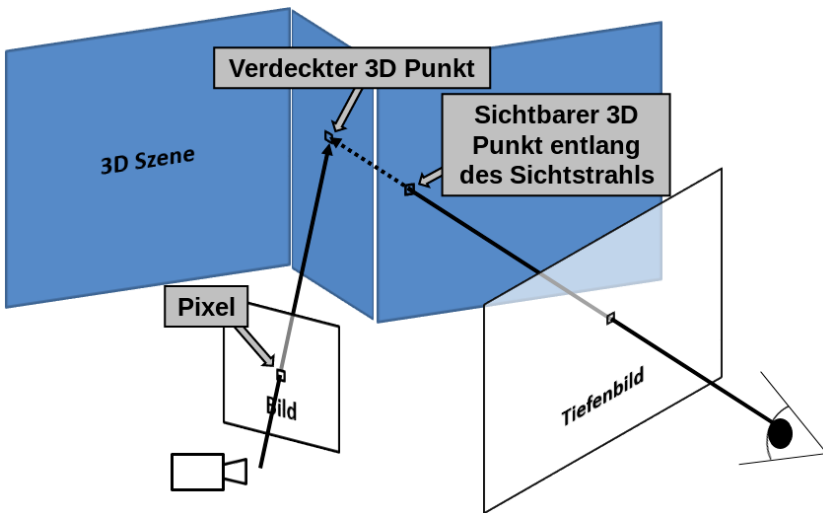 Verdeckter 3D Punkt
Sichtbarer 3D
Punkt entlang
des Sichtstrahls
3D Szene
Pixel
Bild
Tiefenbild